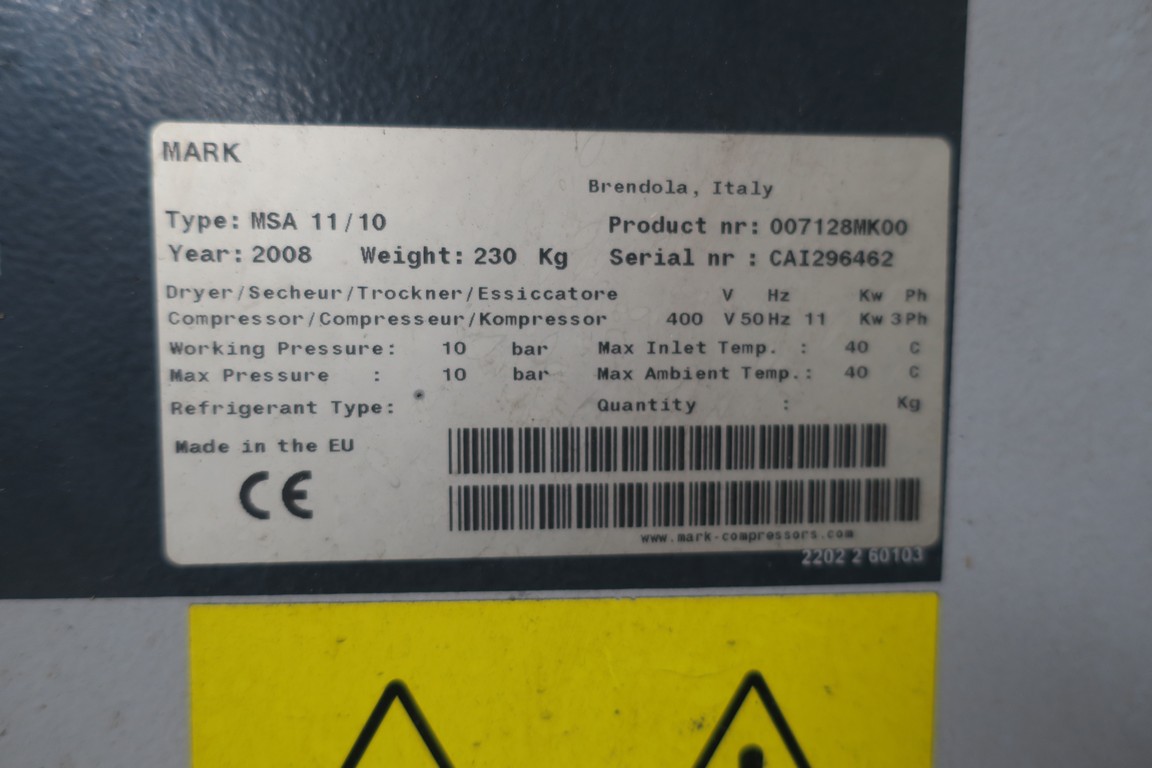 MARK
Brendola, Italy
Type: MSA 11/10 Product nr: 007128MK00
Year: 2008 Weight: 230 Kg Serial nr : CAI296462
Dryer/Secheur/Trockner/Essiccatore V Hz Kw Ph
Compressor/Compresseur/Kompressor 400 V 50 Hz 11 Kw 3 Ph
Working Pressure: 10 bar Max Inlet Temp. : 40 C
Max Pressure : 10 bar Max Ambient Temp.: 40 C
Refrigerant Type: Quantity : Kg
Made in the EU
CE
www.mark-compressors.com
2202 2 60103